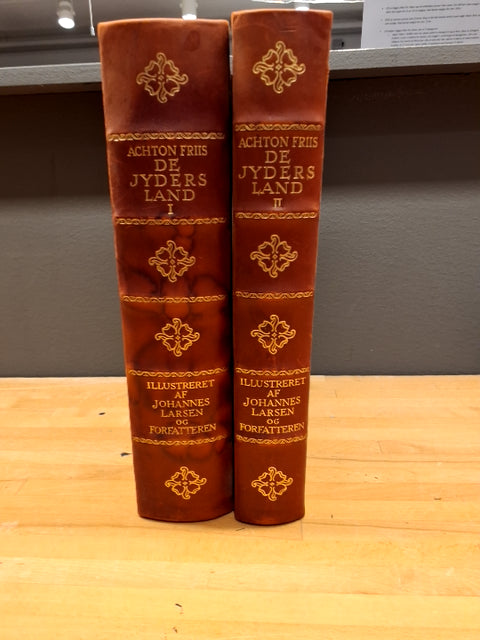 ACHTON FRIIS
DE
JYDERS
LAND
I
ILLUSTRERET
AF
JOHANNES
LARSEN
OG
FORFATTEREN
ACHTON FRIIS
DE
JYDERS
LAND
II
ILLUSTRERET
AF
JOHANNES
LARSEN
OG
FORFATTEREN